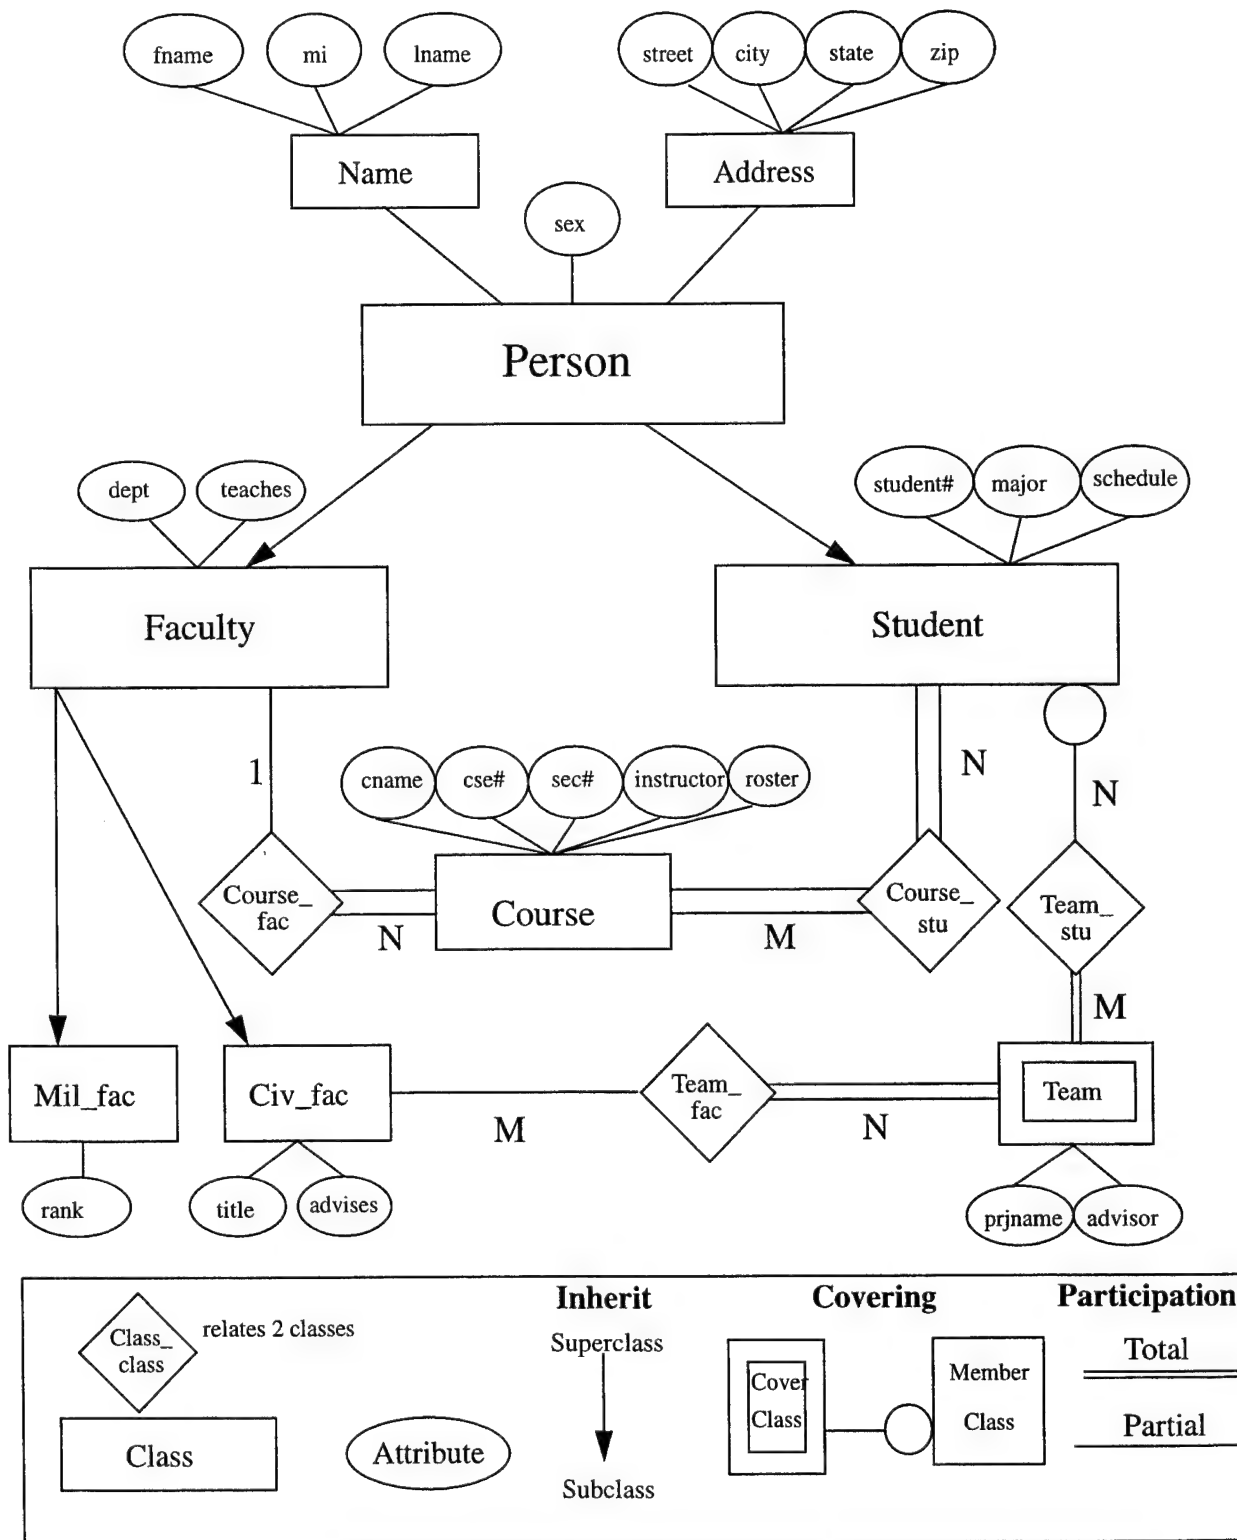 fname mi lname street city state zip
Name Address
sex
Person
dept teaches student# major schedule
Faculty Student
1 cname cse# sec# instructor roster N N
Course_
fac
N
Course
M
Course_
stu
Team_
stu
M
Mil_fac Civ_fac
M
Team_
fac
N
Team
rank title advises prjname advisor
Class_
class
relates 2 classes
Class
Attribute
Inherit
Superclass
Subclass
Covering
Cover
Class
Member
Class
Participation
Total
Partial